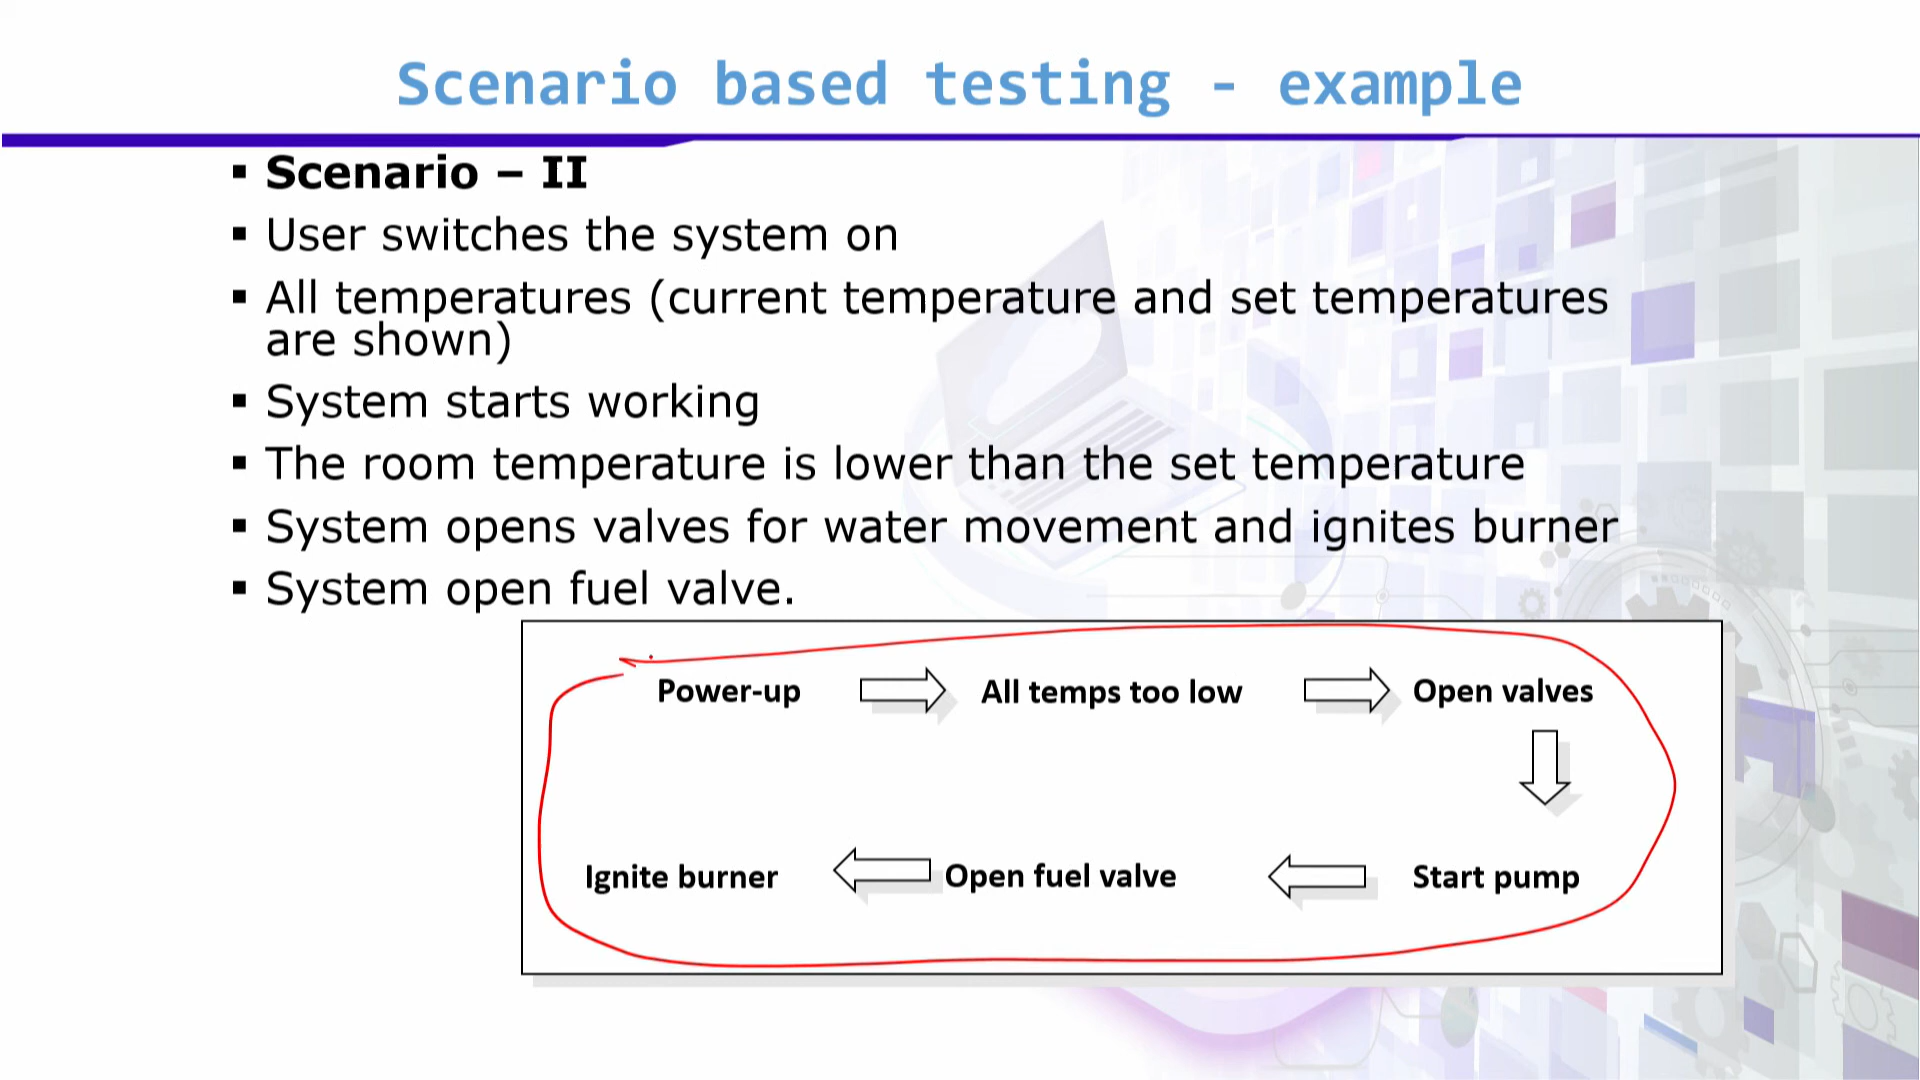 Scenario based testing - example
▪ Scenario – II
▪ User switches the system on
▪ All temperatures (current temperature and set temperatures
are shown)
▪ System starts working
▪ The room temperature is lower than the set temperature
▪ System opens valves for water movement and ignites burner
▪ System open fuel valve.
Power-up All temps too low Open valves
Ignite burner Open fuel valve Start pump